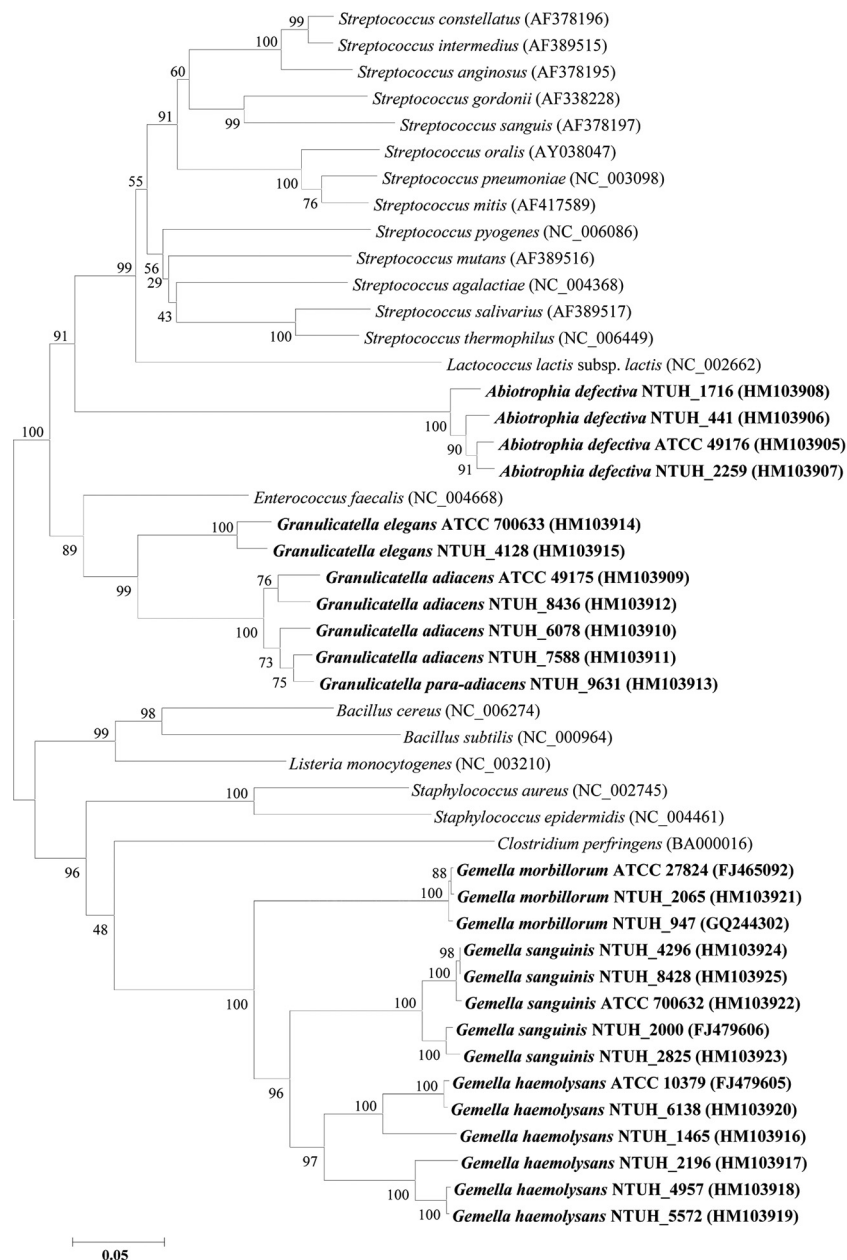 99
Streptococcus constellatus (AF378196)
100
Streptococcus intermedius (AF389515)
60
Streptococcus anginosus (AF378195)
Streptococcus gordonii (AF338228)
91
99
Streptococcus sanguis (AF378197)
Streptococcus oralis (AY038047)
55
100
Streptococcus pneumoniae (NC_003098)
76
Streptococcus mitis (AF417589)
Streptococcus pyogenes (NC_006086)
99
56
Streptococcus mutans (AF389516)
29
Streptococcus agalactiae (NC_004368)
43
Streptococcus salivarius (AF389517)
91
100
Streptococcus thermophilus (NC_006449)
Lactococcus lactis subsp. lactis (NC_002662)
Abiotrophia defectiva NTUH_1716 (HM103908)
100
Abiotrophia defectiva NTUH_441 (HM103906)
100
90
Abiotrophia defectiva ATCC 49176 (HM103905)
91
Abiotrophia defectiva NTUH_2259 (HM103907)
Enterococcus faecalis (NC_004668)
100
Granulicatella elegans ATCC 700633 (HM103914)
89
Granulicatella elegans NTUH_4128 (HM103915)
99
76
Granulicatella adiacens ATCC 49175 (HM103909)
Granulicatella adiacens NTUH_8436 (HM103912)
100
Granulicatella adiacens NTUH_6078 (HM103910)
73
Granulicatella adiacens NTUH_7588 (HM103911)
75
Granulicatella para-adiacens NTUH_9631 (HM103913)
98
Bacillus cereus (NC_006274)
99
Bacillus subtilis (NC_000964)
Listeria monocytogenes (NC_003210)
100
Staphylococcus aureus (NC_002745)
Staphylococcus epidermidis (NC_004461)
Clostridium perfringens (BA000016)
96
88
Gemella morbillorum ATCC 27824 (FJ465092)
100
Gemella morbillorum NTUH_2065 (HM103921)
48
Gemella morbillorum NTUH_947 (GQ244302)
98
Gemella sanguinis NTUH_4296 (HM103924)
100
Gemella sanguinis NTUH_8428 (HM103925)
100
100
Gemella sanguinis ATCC 700632 (HM103922)
Gemella sanguinis NTUH_2000 (FJ479606)
100
Gemella sanguinis NTUH_2825 (HM103923)
96
100
Gemella haemolysans ATCC 10379 (FJ479605)
100
Gemella haemolysans NTUH_6138 (HM103920)
Gemella haemolysans NTUH_1465 (HM103916)
97
Gemella haemolysans NTUH_2196 (HM103917)
100
Gemella haemolysans NTUH_4957 (HM103918)
100
Gemella haemolysans NTUH_5572 (HM103919)
0.05